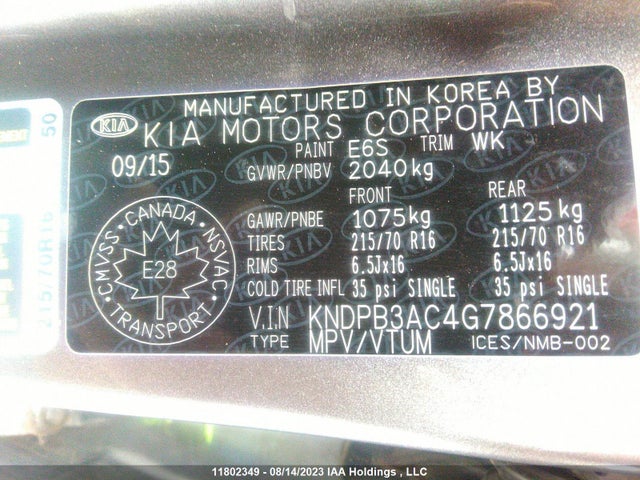 MANUFACTURED IN KOREA BY
KIA KIA MOTORS CORPORATION
09/15 PAINT E6S TRIM WK
GVWR/PNBV 2040kg
FRONT REAR
GAWR/PNBE 1075kg 1125kg
TIRES 215/70 R16 215/70 R16
RIMS 6.5Jx16 6.5Jx16
COLD TIRE INFL 35 psi SINGLE 35 psi SINGLE
V.I.N KNDPB3AC4G7866921
TYPE MPV/VTUM ICES/NMB-002
CMVSS • CANADA • NSVAC
E28
TRANSPORT
50
215/70R16
11802349 - 08/14/2023 IAA Holdings , LLC